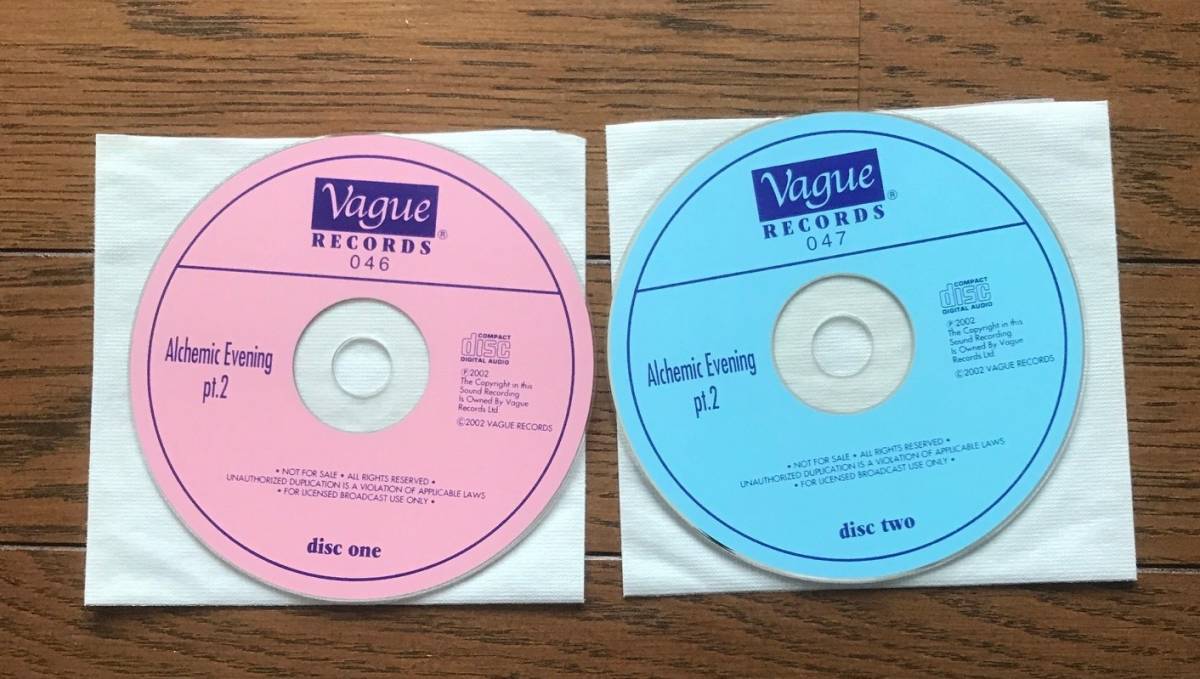 Vague
RECORDS ®
046
Alchemic Evening
pt.2
COMPACT
disc
DIGITAL AUDIO
℗2002
The Copyright in this
Sound Recording
Is Owned By Vague
Records Ltd
©2002 VAGUE RECORDS
• NOT FOR SALE • ALL RIGHTS RESERVED •
UNAUTHORIZED DUPLICATION IS A VIOLATION OF APPLICABLE LAWS
• FOR LICENSED BROADCAST USE ONLY •
disc one
Vague
RECORDS ®
047
Alchemic Evening
pt.2
COMPACT
disc
DIGITAL AUDIO
℗2002
The Copyright in this
Sound Recording
Is Owned By Vague
Records Ltd
©2002 VAGUE RECORDS
• NOT FOR SALE • ALL RIGHTS RESERVED •
UNAUTHORIZED DUPLICATION IS A VIOLATION OF APPLICABLE LAWS
• FOR LICENSED BROADCAST USE ONLY •
disc two